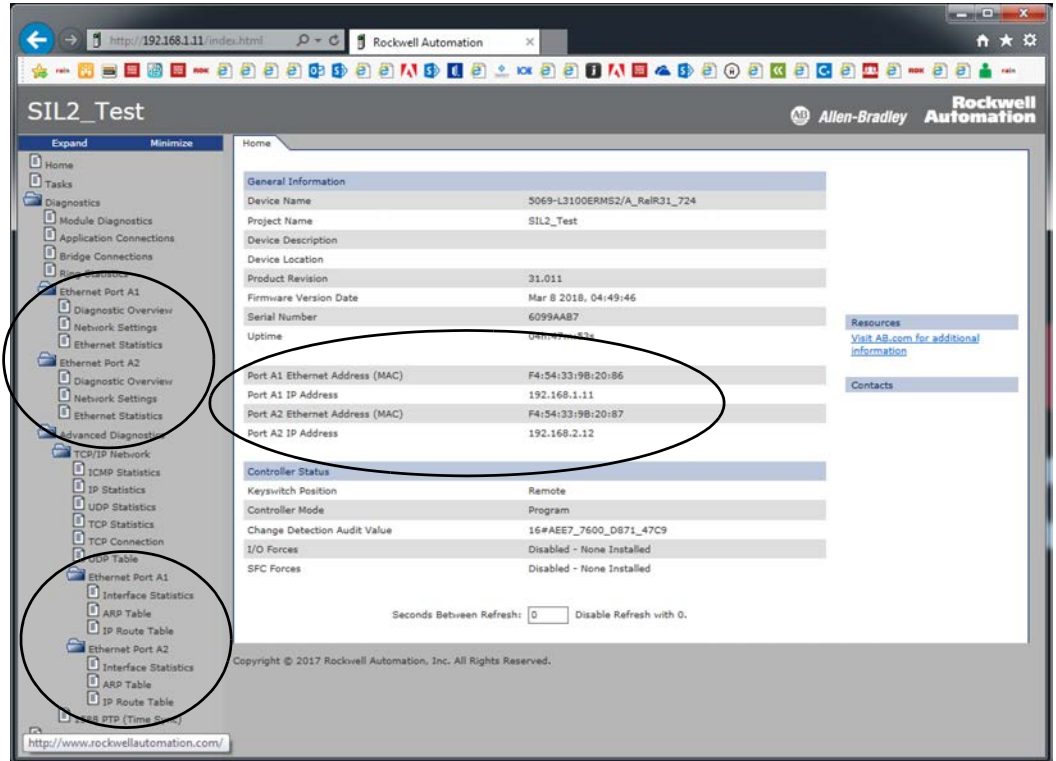 http://192.168.1.11/index.html
Rockwell Automation
SIL2_Test
Allen-Bradley
Rockwell Automation
Expand Minimize
Home
Tasks
Diagnostics
Module Diagnostics
Application Connections
Bridge Connections
Ring Statistics
Ethernet Port A1
Diagnostic Overview
Network Settings
Ethernet Statistics
Ethernet Port A2
Diagnostic Overview
Network Settings
Ethernet Statistics
Advanced Diagnostics
TCP/IP Network
ICMP Statistics
IP Statistics
UDP Statistics
TCP Statistics
TCP Connection
UDP Table
Ethernet Port A1
Interface Statistics
ARP Table
IP Route Table
Ethernet Port A2
Interface Statistics
ARP Table
IP Route Table
1588 PTP (Time Sync)
http://www.rockwellautomation.com/
Home
General Information
Device Name 5069-L3100ERMS2/A_RelR31_724
Project Name SIL2_Test
Device Description
Device Location
Product Revision 31.011
Firmware Version Date Mar 8 2018, 04:49:46
Serial Number 6099AAB7
Uptime 04h:47m:53s
Port A1 Ethernet Address (MAC) F4:54:33:9B:20:86
Port A1 IP Address 192.168.1.11
Port A2 Ethernet Address (MAC) F4:54:33:9B:20:87
Port A2 IP Address 192.168.2.12
Controller Status
Keyswitch Position Remote
Controller Mode Program
Change Detection Audit Value 16#AEE7_7600_D871_47C9
I/O Forces Disabled - None Installed
SFC Forces Disabled - None Installed
Seconds Between Refresh: 0 Disable Refresh with 0.
Resources
Visit AB.com for additional
information
Contacts
Copyright © 2017 Rockwell Automation, Inc. All Rights Reserved.